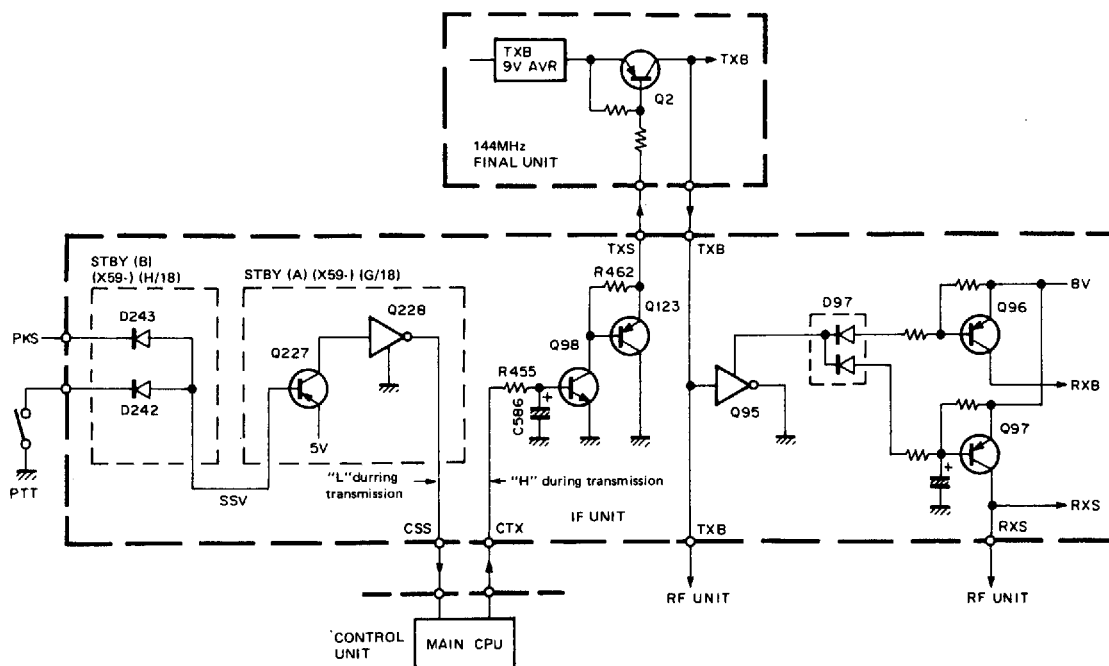 TXB
9V AVR
TXB
Q2
144MHz
FINAL UNIT
TXS
TXB
STBY (B)
(X59-) (H/18)
STBY (A) (X59-) (G/18)
R462
Q228
Q123
D97
Q96
8V
D243
PKS
Q227
Q98
R455
RXB
D242
C586
+
Q95
Q97
5V
+
"L" durring
transmission
"H" during transmission
PTT
SSV
RXS
IF UNIT
CSS
CTX
TXB
RXS
RF UNIT
RF UNIT
CONTROL
UNIT
MAIN CPU